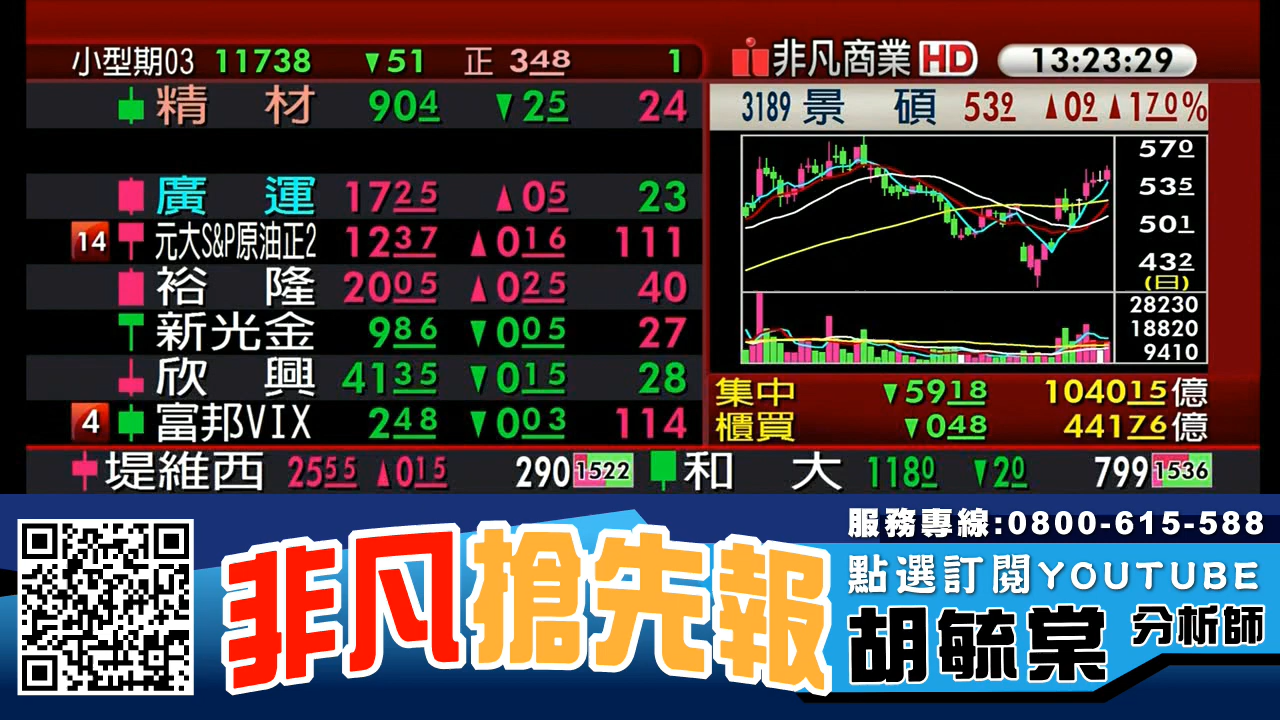 小型期03 11738 ▼51 正 348 1
精材 904 ▼25 24
廣運 1725 ▲05 23
14 元大S&P原油正2 1237 ▲016 111
裕隆 2005 ▲025 40
新光金 986 ▼005 27
欣興 4135 ▼015 28
4 富邦VIX 248 ▼003 114
非凡商業HD 13:23:29
3189 景碩 539 ▲09 ▲170%
570
535
501
432
(日)
28230
18820
9410
集中 ▼5918 104015億
櫃買 ▼048 44176億
堤維西 2555 ▲015 290 1522 和大 1180 ▼20 799 1536
非凡搶先報
服務專線:0800-615-588
點選訂閱YOUTUBE
胡毓棠 分析師